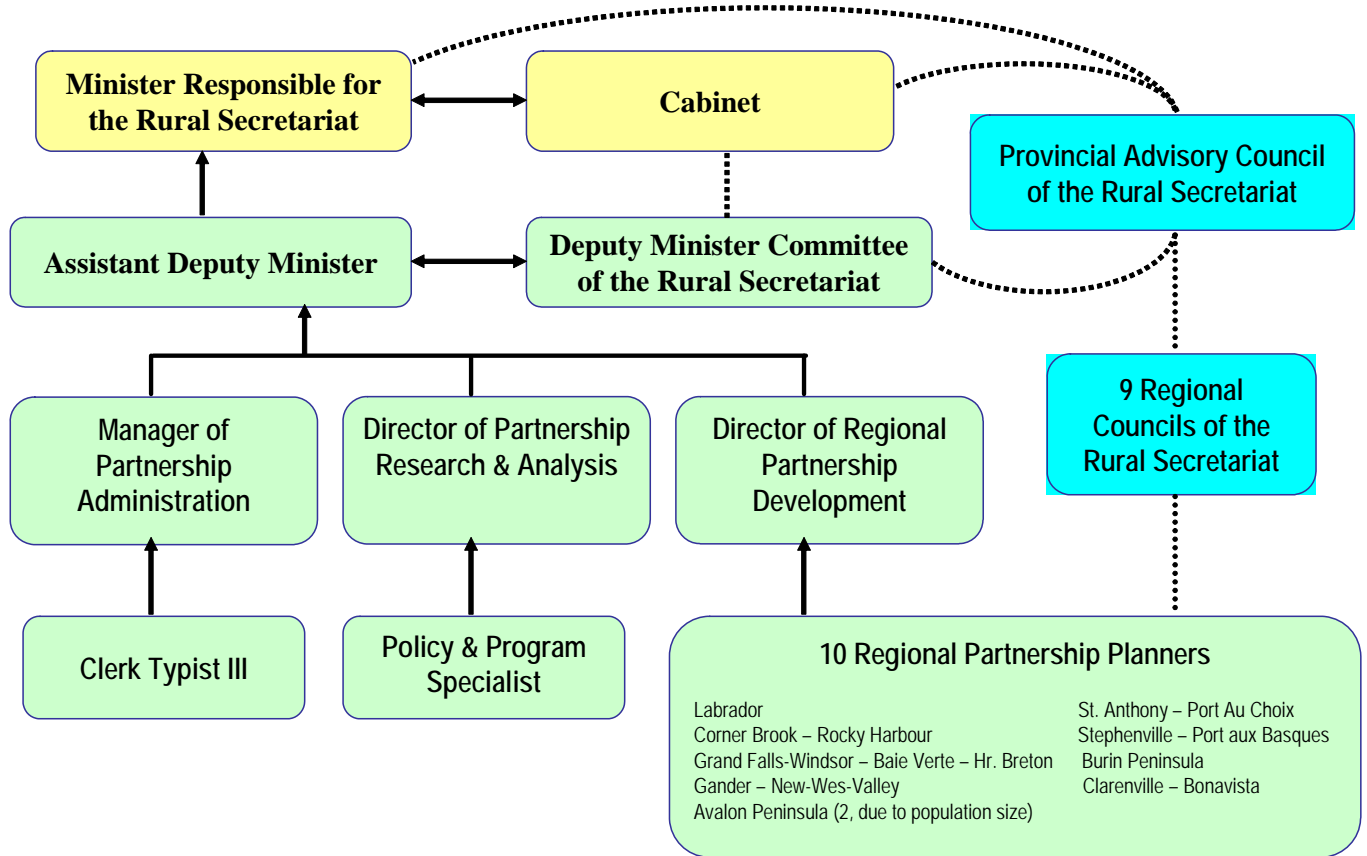 Minister Responsible for
the Rural Secretariat
Cabinet
Provincial Advisory Council
of the Rural Secretariat
Assistant Deputy Minister
Deputy Minister Committee
of the Rural Secretariat
9 Regional
Councils of the
Rural Secretariat
Manager of
Partnership
Administration
Director of Partnership
Research & Analysis
Director of Regional
Partnership
Development
Clerk Typist III
Policy & Program
Specialist
10 Regional Partnership Planners
Labrador
Corner Brook – Rocky Harbour
Grand Falls-Windsor – Baie Verte – Hr. Breton
Gander – New-Wes-Valley
Avalon Peninsula (2, due to population size)
St. Anthony – Port Au Choix
Stephenville – Port aux Basques
Burin Peninsula
Clarenville – Bonavista